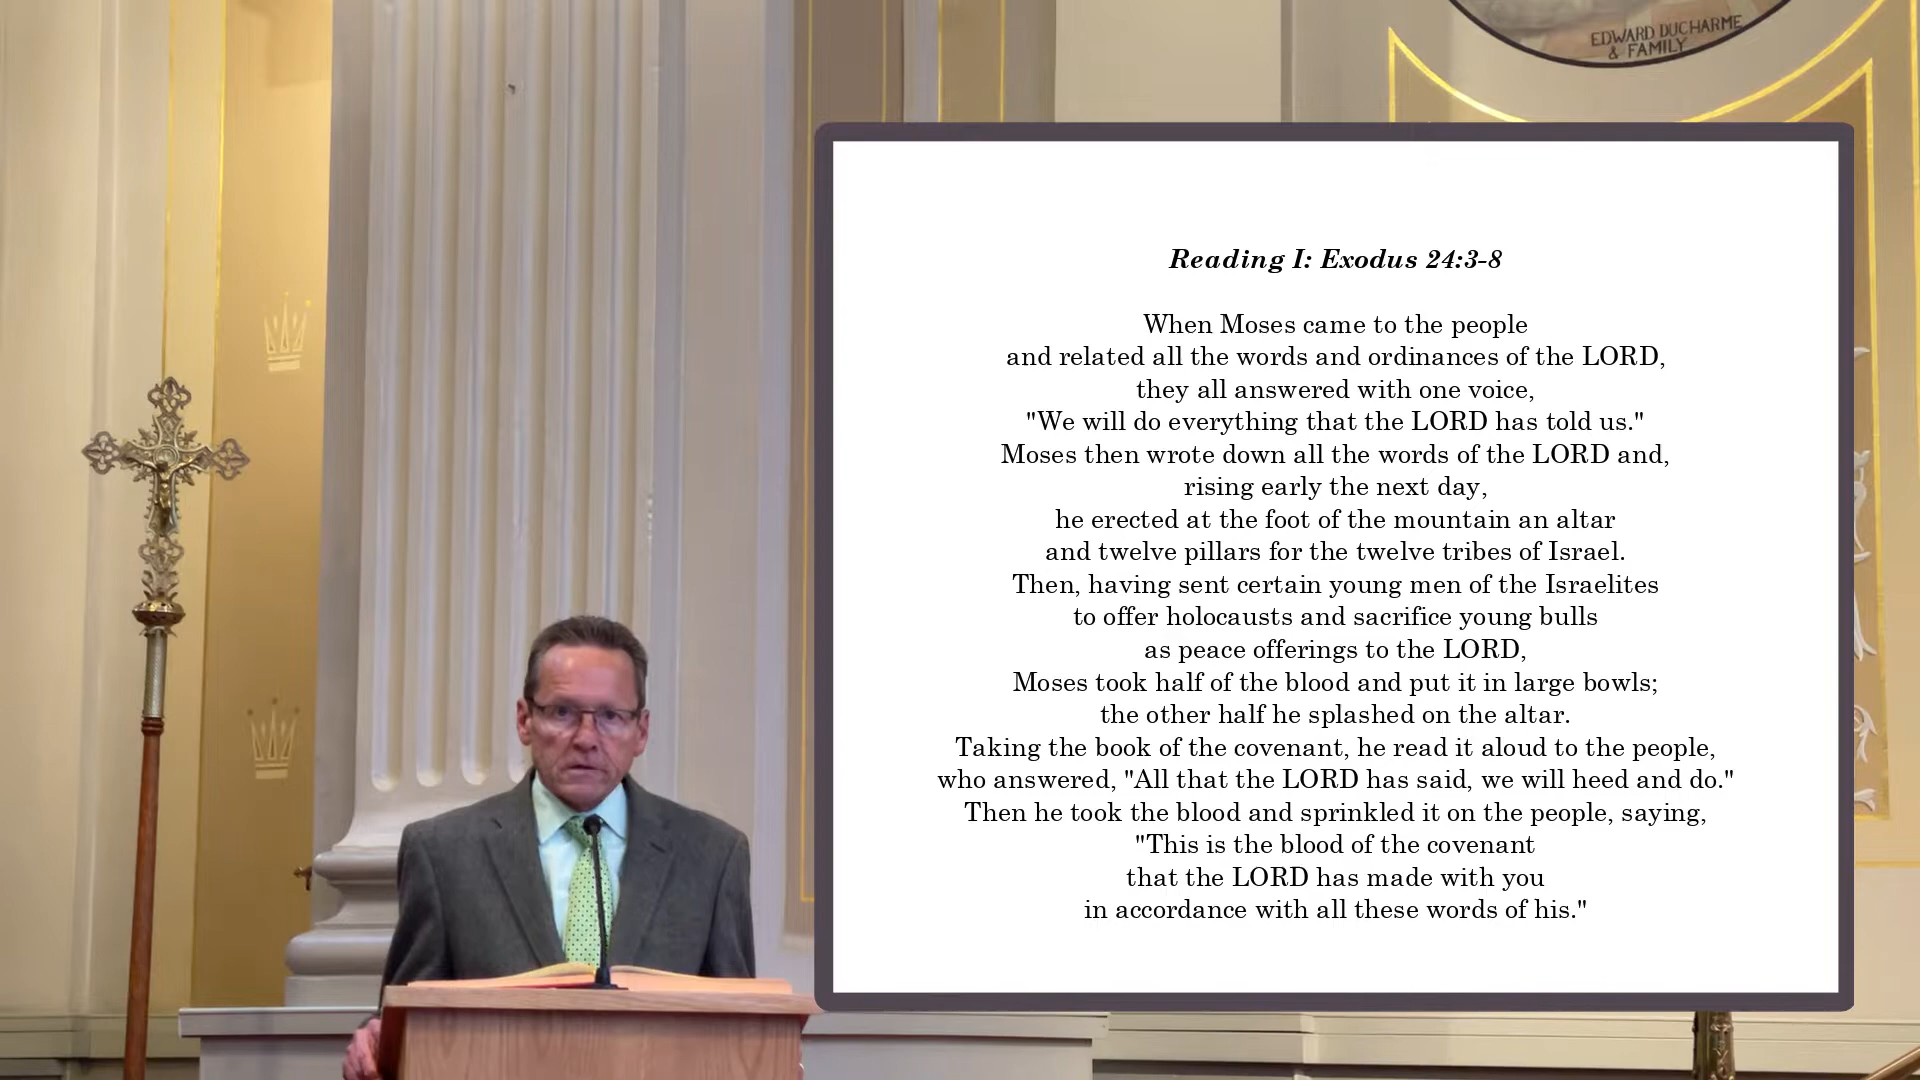 EDWARD DUCHARME
& FAMILY
Reading I: Exodus 24:3-8
When Moses came to the people
and related all the words and ordinances of the LORD,
they all answered with one voice,
"We will do everything that the LORD has told us."
Moses then wrote down all the words of the LORD and,
rising early the next day,
he erected at the foot of the mountain an altar
and twelve pillars for the twelve tribes of Israel.
Then, having sent certain young men of the Israelites
to offer holocausts and sacrifice young bulls
as peace offerings to the LORD,
Moses took half of the blood and put it in large bowls;
the other half he splashed on the altar.
Taking the book of the covenant, he read it aloud to the people,
who answered, "All that the LORD has said, we will heed and do."
Then he took the blood and sprinkled it on the people, saying,
"This is the blood of the covenant
that the LORD has made with you
in accordance with all these words of his."